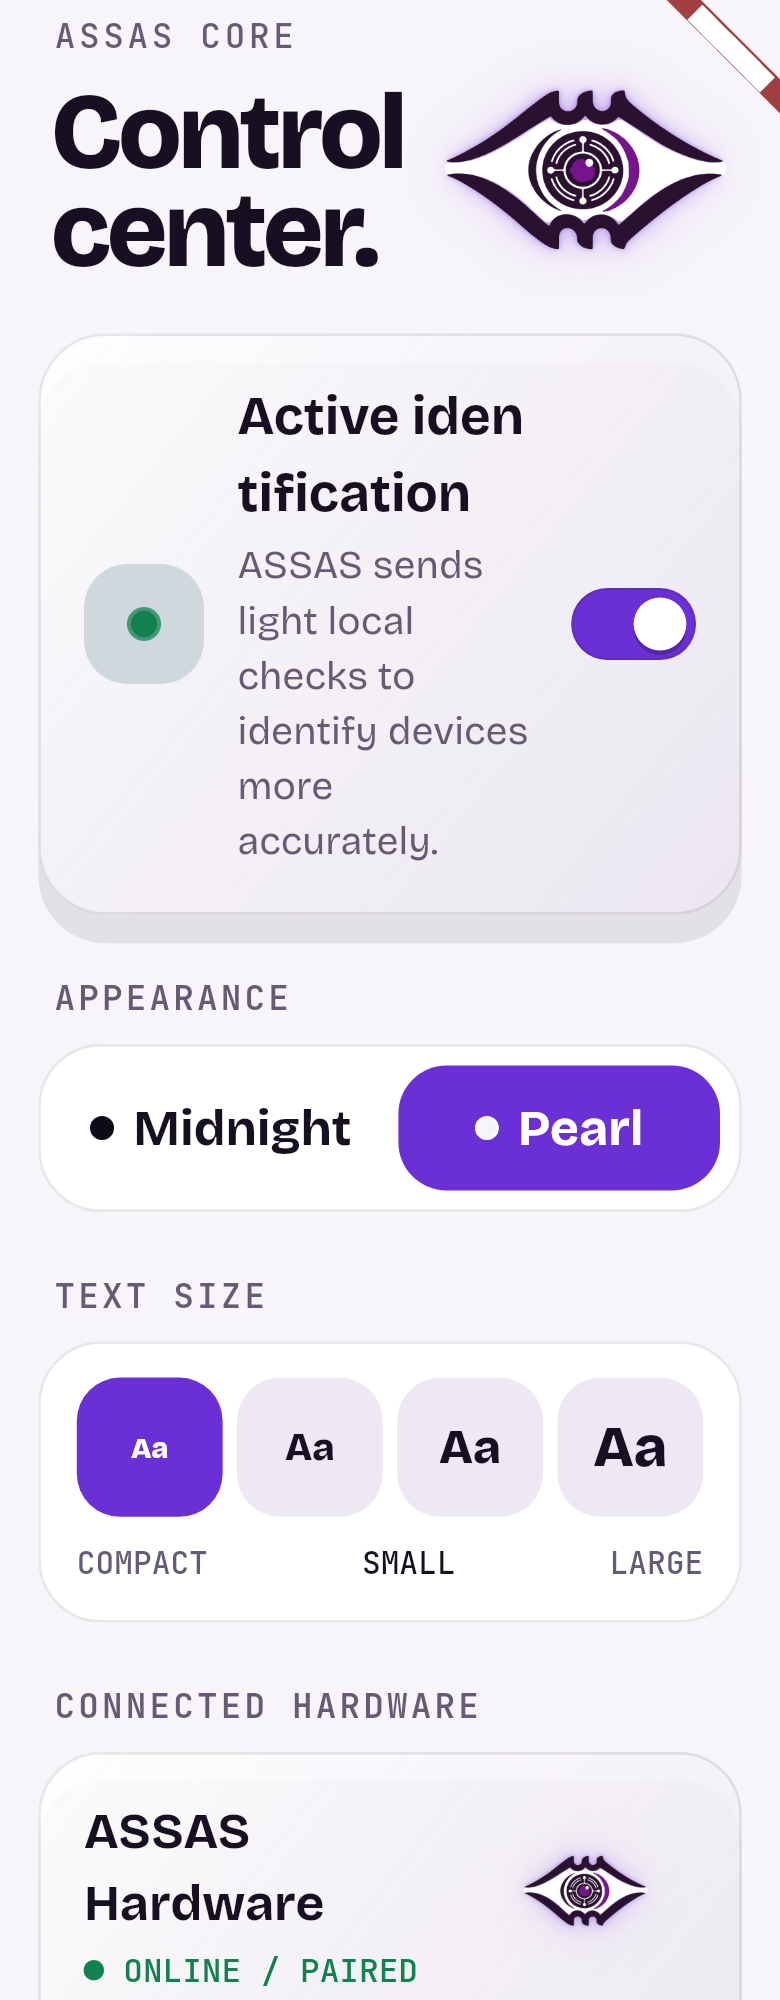 ASSAS CORE
Control
center.
Active iden
tification
ASSAS sends
light local
checks to
identify devices
more
accurately.
APPEARANCE
Midnight
Pearl
TEXT SIZE
Aa
Aa
Aa
Aa
COMPACT
SMALL
LARGE
CONNECTED HARDWARE
ASSAS
Hardware
ONLINE / PAIRED